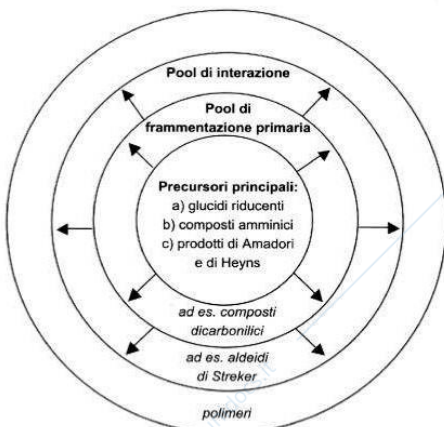 Pool di interazione
Pool di
frammentazione primaria
Precursori principali:
a) glucidi riducenti
b) composti amminici
c) prodotti di Amadori
e di Heyns
ad es. composti
dicarbonilici
ad es. aldeidi
di Streker
polimeri